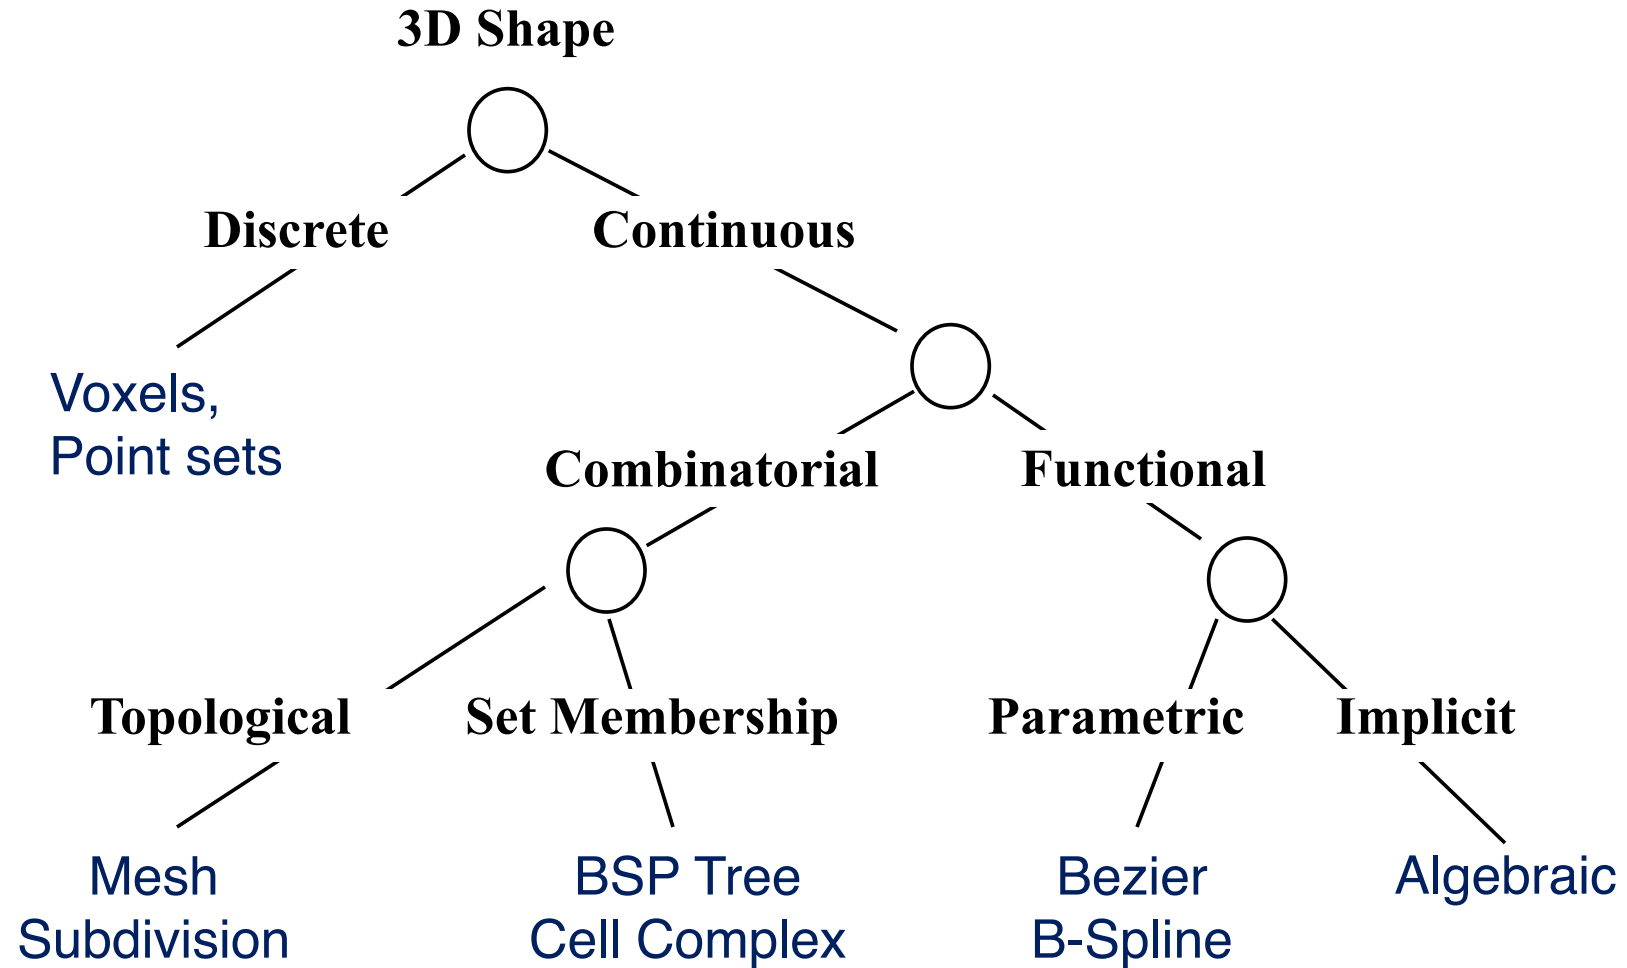 3D Shape
Discrete
Continuous
Voxels,
Point sets
Combinatorial
Functional
Topological
Set Membership
Parametric
Implicit
Mesh
Subdivision
BSP Tree
Cell Complex
Bezier
B-Spline
Algebraic